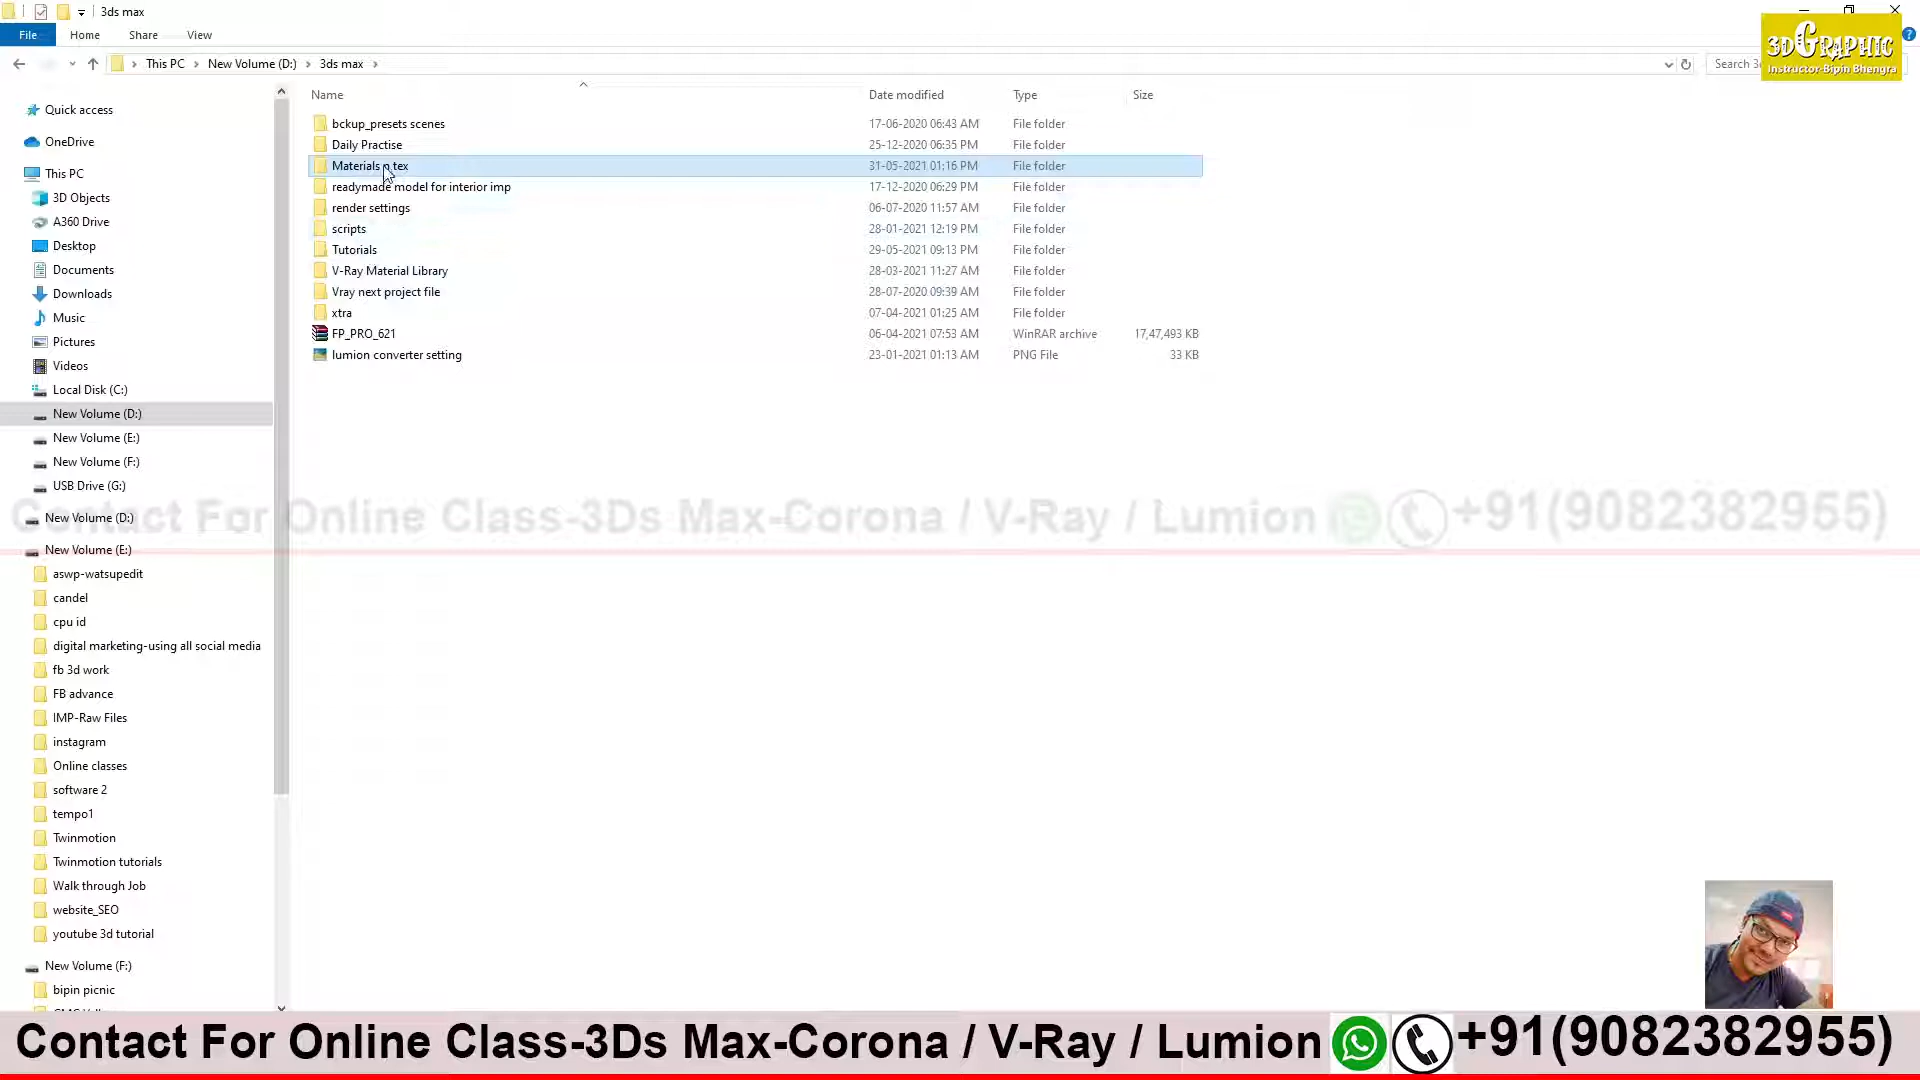 3ds max
File Home Share View
This PC New Volume (D:) 3ds max
3DGRAPHIC
Instructor-Bipin Bhengra
Name Date modified Type Size
bckup_presets scenes 17-06-2020 06:43 AM File folder
Daily Practise 25-12-2020 06:35 PM File folder
Materials n tex 31-05-2021 01:16 PM File folder
readymade model for interior imp 17-12-2020 06:29 PM File folder
render settings 06-07-2020 11:57 AM File folder
scripts 28-01-2021 12:19 PM File folder
Tutorials 29-05-2021 09:13 PM File folder
V-Ray Material Library 28-03-2021 11:27 AM File folder
Vray next project file 28-07-2020 09:39 AM File folder
xtra 07-04-2021 01:25 AM File folder
FP_PRO_621 06-04-2021 07:53 AM WinRAR archive 17,47,493 KB
lumion converter setting 23-01-2021 01:13 AM PNG File 33 KB
Quick access
OneDrive
This PC
3D Objects
A360 Drive
Desktop
Documents
Downloads
Music
Pictures
Videos
Local Disk (C:)
New Volume (D:)
New Volume (E:)
New Volume (F:)
USB Drive (G:)
New Volume (D:)
New Volume (E:)
aswp-watsupedit
candel
cpu id
digital marketing-using all social media
fb 3d work
FB advance
IMP-Raw Files
instagram
Online classes
software 2
tempo1
Twinmotion
Twinmotion tutorials
Walk through Job
website_SEO
youtube 3d tutorial
New Volume (F:)
bipin picnic
Contact For Online Class-3Ds Max-Corona / V-Ray / Lumion +91(9082382955)
Contact For Online Class-3Ds Max-Corona / V-Ray / Lumion +91(9082382955)